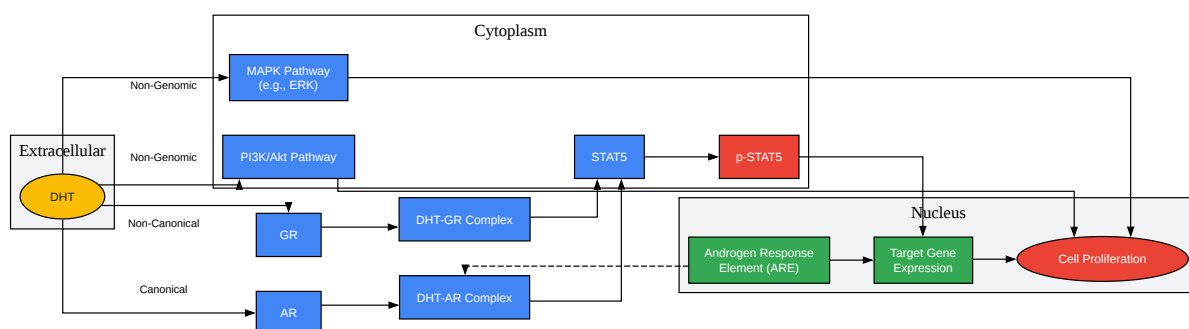 Cytoplasm
MAPK Pathway
(e.g., ERK)
Non-Genomic
Extracellular
Non-Genomic
PI3K/Akt Pathway
STAT5
p-STAT5
DHT
Non-Canonical
GR
DHT-GR Complex
Nucleus
Androgen Response
Element (ARE)
Target Gene
Expression
Cell Proliferation
Canonical
AR
DHT-AR Complex